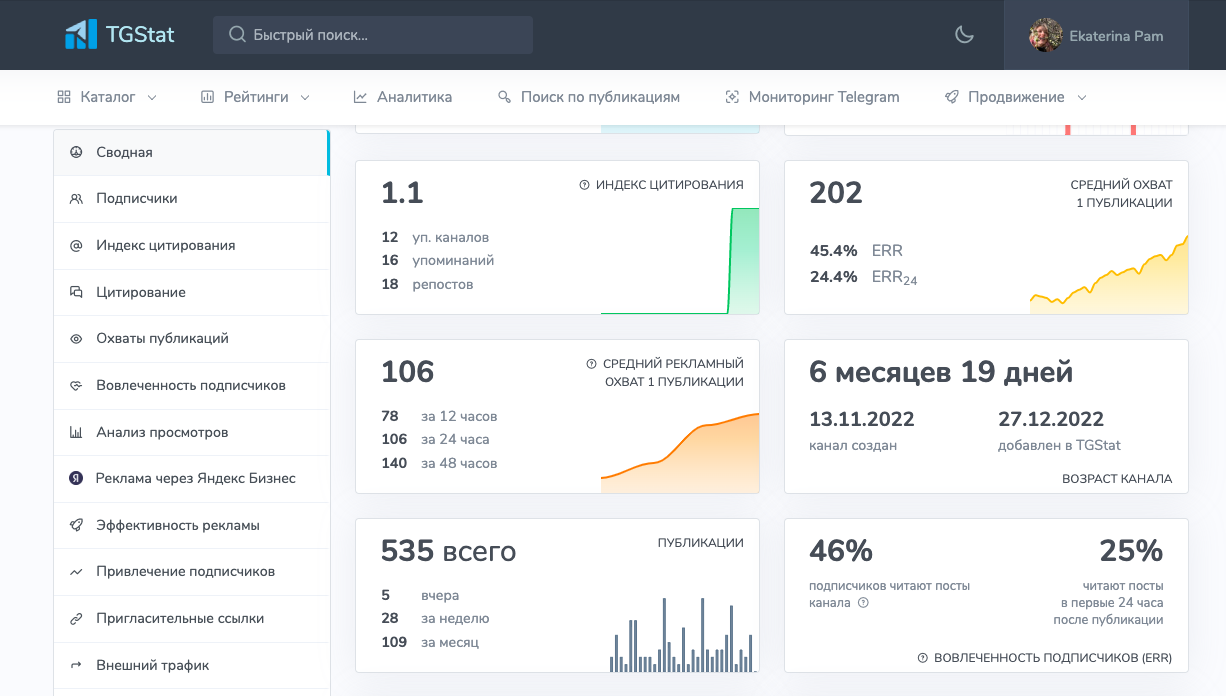 TGStat
Быстрый поиск...
Ekaterina Pam
Каталог
Рейтинги
Аналитика
Поиск по публикациям
Мониторинг Telegram
Продвижение
Сводная
Подписчики
Индекс цитирования
Цитирование
Охваты публикаций
Вовлеченность подписчиков
Анализ просмотров
Я Реклама через Яндекс Бизнес
Эффективность рекламы
Привлечение подписчиков
Пригласительные ссылки
Внешний трафик
1.1
ИНДЕКС ЦИТИРОВАНИЯ
12 уп. каналов
16 упоминаний
18 репостов
202
СРЕДНИЙ ОХВАТ
1 ПУБЛИКАЦИИ
45.4% ERR
24.4% ERR24
106
СРЕДНИЙ РЕКЛАМНЫЙ
ОХВАТ 1 ПУБЛИКАЦИИ
78 за 12 часов
106 за 24 часа
140 за 48 часов
6 месяцев 19 дней
13.11.2022
канал создан
27.12.2022
добавлен в TGStat
ВОЗРАСТ КАНАЛА
535 всего
ПУБЛИКАЦИИ
5 вчера
28 за неделю
109 за месяц
46%
подписчиков читают посты
канала
25%
читают посты
в первые 24 часа
после публикации
ВОВЛЕЧЕННОСТЬ ПОДПИСЧИКОВ (ERR)